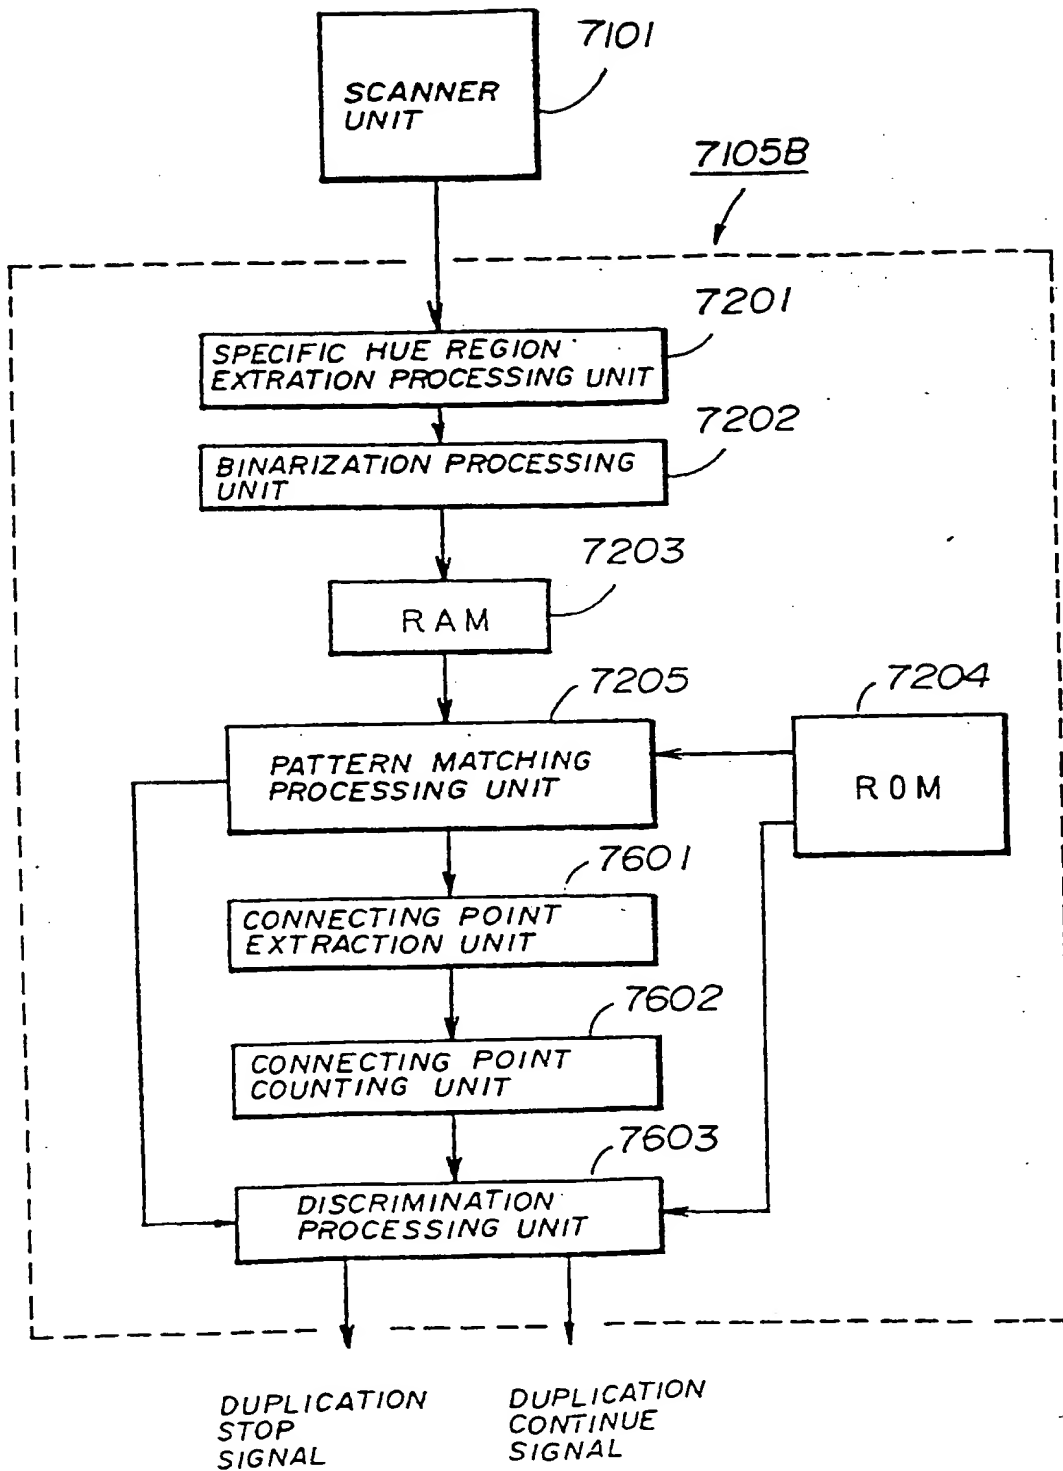 7101
SCANNER
UNIT
7105B
7201
SPECIFIC HUE REGION
EXTRATION PROCESSING UNIT
7202
BINARIZATION PROCESSING
UNIT
7203
RAM
7205
7204
PATTERN MATCHING
PROCESSING UNIT
ROM
7601
CONNECTING POINT
EXTRACTION UNIT
7602
CONNECTING POINT
COUNTING UNIT
7603
DISCRIMINATION
PROCESSING UNIT
DUPLICATION
STOP
SIGNAL
DUPLICATION
CONTINUE
SIGNAL